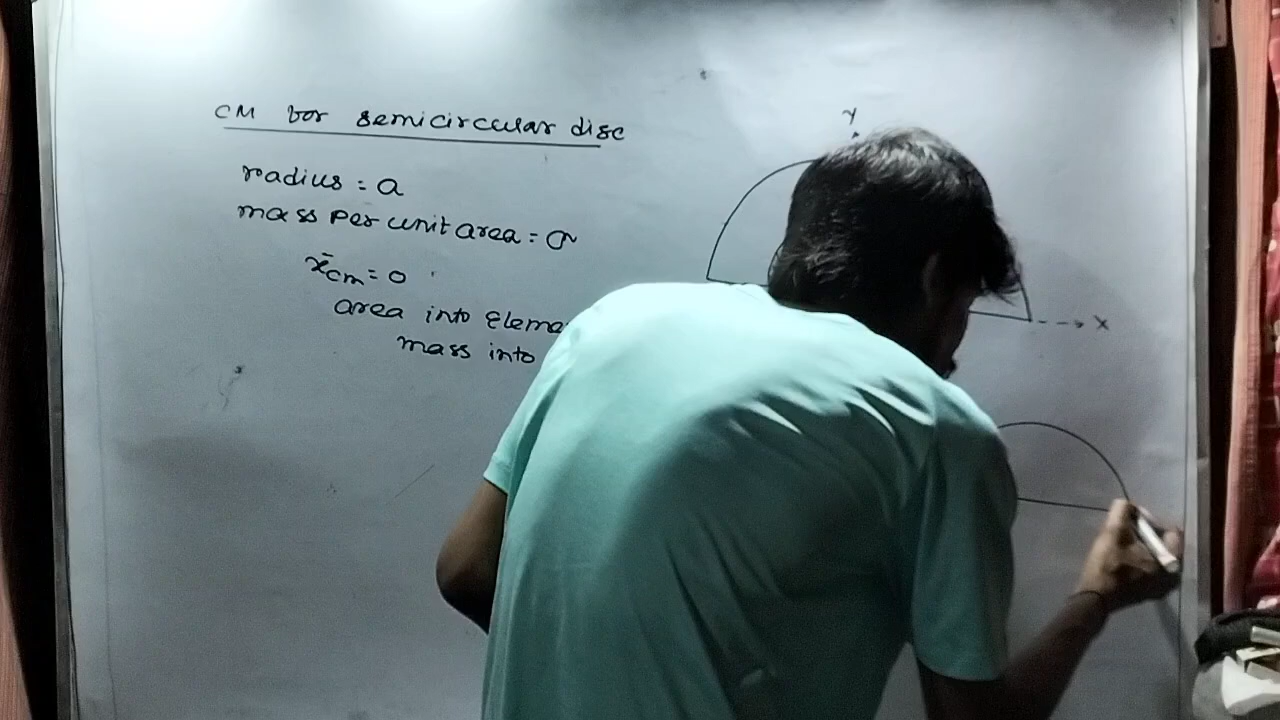 CM for semicircular disc
radius = a
mass per unit area = σ
x̄cm = 0
area into Eleme
mass into
Y
X